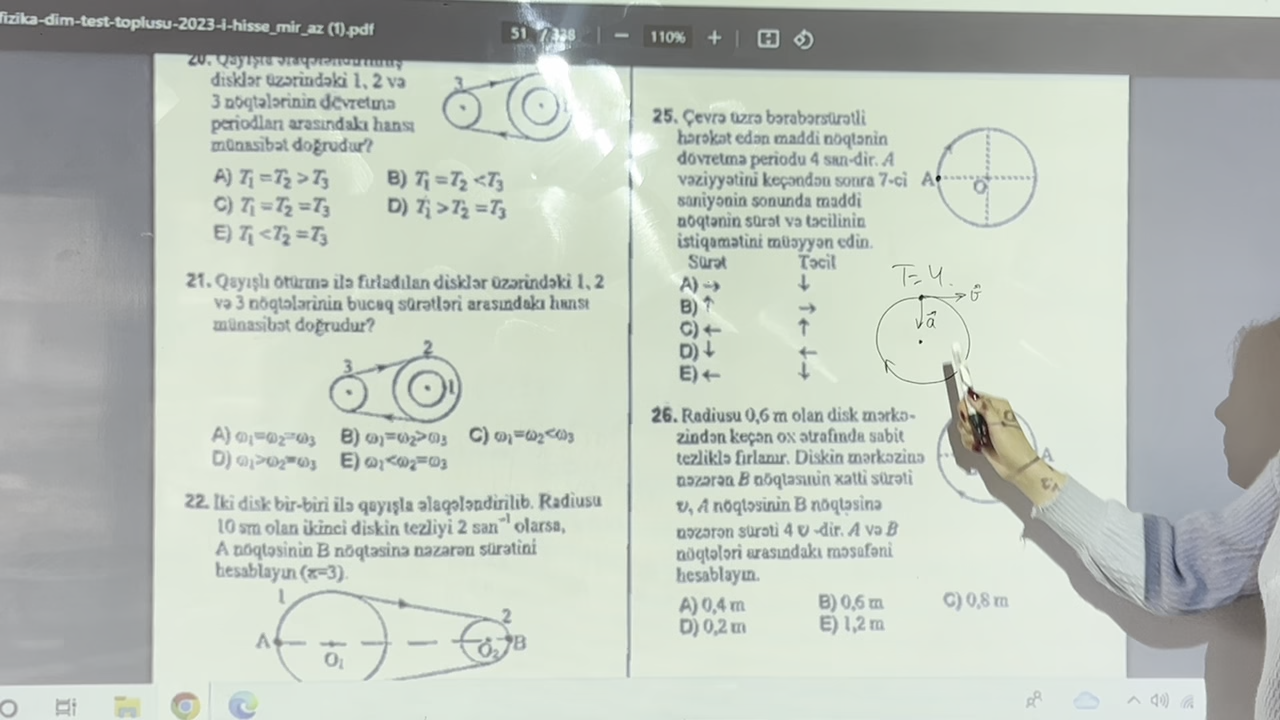 fizika-dim-test-toplusu-2023-i-hisse_mir_az (1).pdf
51 / 338
110%
disklər üzərindəki 1, 2 və
3 nöqtələrinin dövretmə
periodları arasındakı hansı
münasibət doğrudur?
3
A) T₁ = T₂ > T₃
B) T₁ = T₂ < T₃
C) T₁ = T₂ = T₃
D) T₁ > T₂ = T₃
E) T₁ < T₂ = T₃
21. Qayışlı ötürmə ilə fırladılan disklər üzərindəki 1, 2
və 3 nöqtələrinin bucaq sürətləri arasındakı hansı
münasibət doğrudur?
2
3
1
A) ω₁=ω₂=ω₃ B) ω₁=ω₂>ω₃ C) ω₁=ω₂<ω₃
D) ω₁>ω₂=ω₃ E) ω₁<ω₂=ω₃
22. İki disk bir-biri ilə qayışla əlaqələndirilib. Radiusu
10 sm olan ikinci diskin tezliyi 2 san⁻¹ olarsa,
A nöqtəsinin B nöqtəsinə nəzərən sürətini
hesablayın (π=3).
1
2
A
O₁
O₂
B
25. Çevrə üzrə bərabərsürətli
hərəkət edən maddi nöqtənin
dövretmə periodu 4 san-dir. A
vəziyyətini keçəndən sonra 7-ci
saniyənin sonunda maddi
nöqtənin sürət və təcilinin
istiqamətini müəyyən edin.
A
O
Sürət Təcil
A) → ↓
B) ↑ →
C) ← ↑
D) ↓ ←
E) ← ↓
T = 4.
υ⃗
a⃗
26. Radiusu 0,6 m olan disk mərkə-
zindən keçən ox ətrafında sabit
tezliklə fırlanır. Diskin mərkəzinə
nəzərən B nöqtəsinin xətti sürəti
υ, A nöqtəsinin B nöqtəsinə
nəzərən sürəti 4 υ -dir. A və B
nöqtələri arasındakı məsafəni
hesablayın.
A
A) 0,4 m B) 0,6 m C) 0,8 m
D) 0,2 m E) 1,2 m